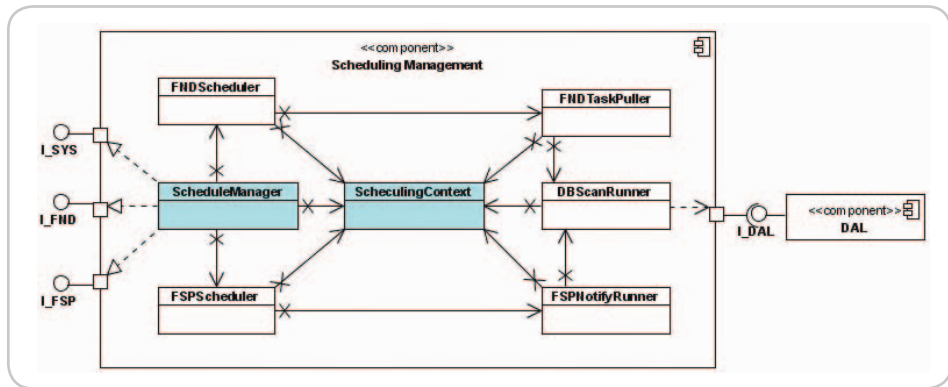 <<component>>
Scheduling Management
FNDScheduler
FNDTaskPuller
I_SYS
ScheduleManager
ScheculingContext
DBScanRunner
I_FND
<<component>>
DAL
I_DAL
I_FSP
FSPScheduler
FSPNotifyRunner